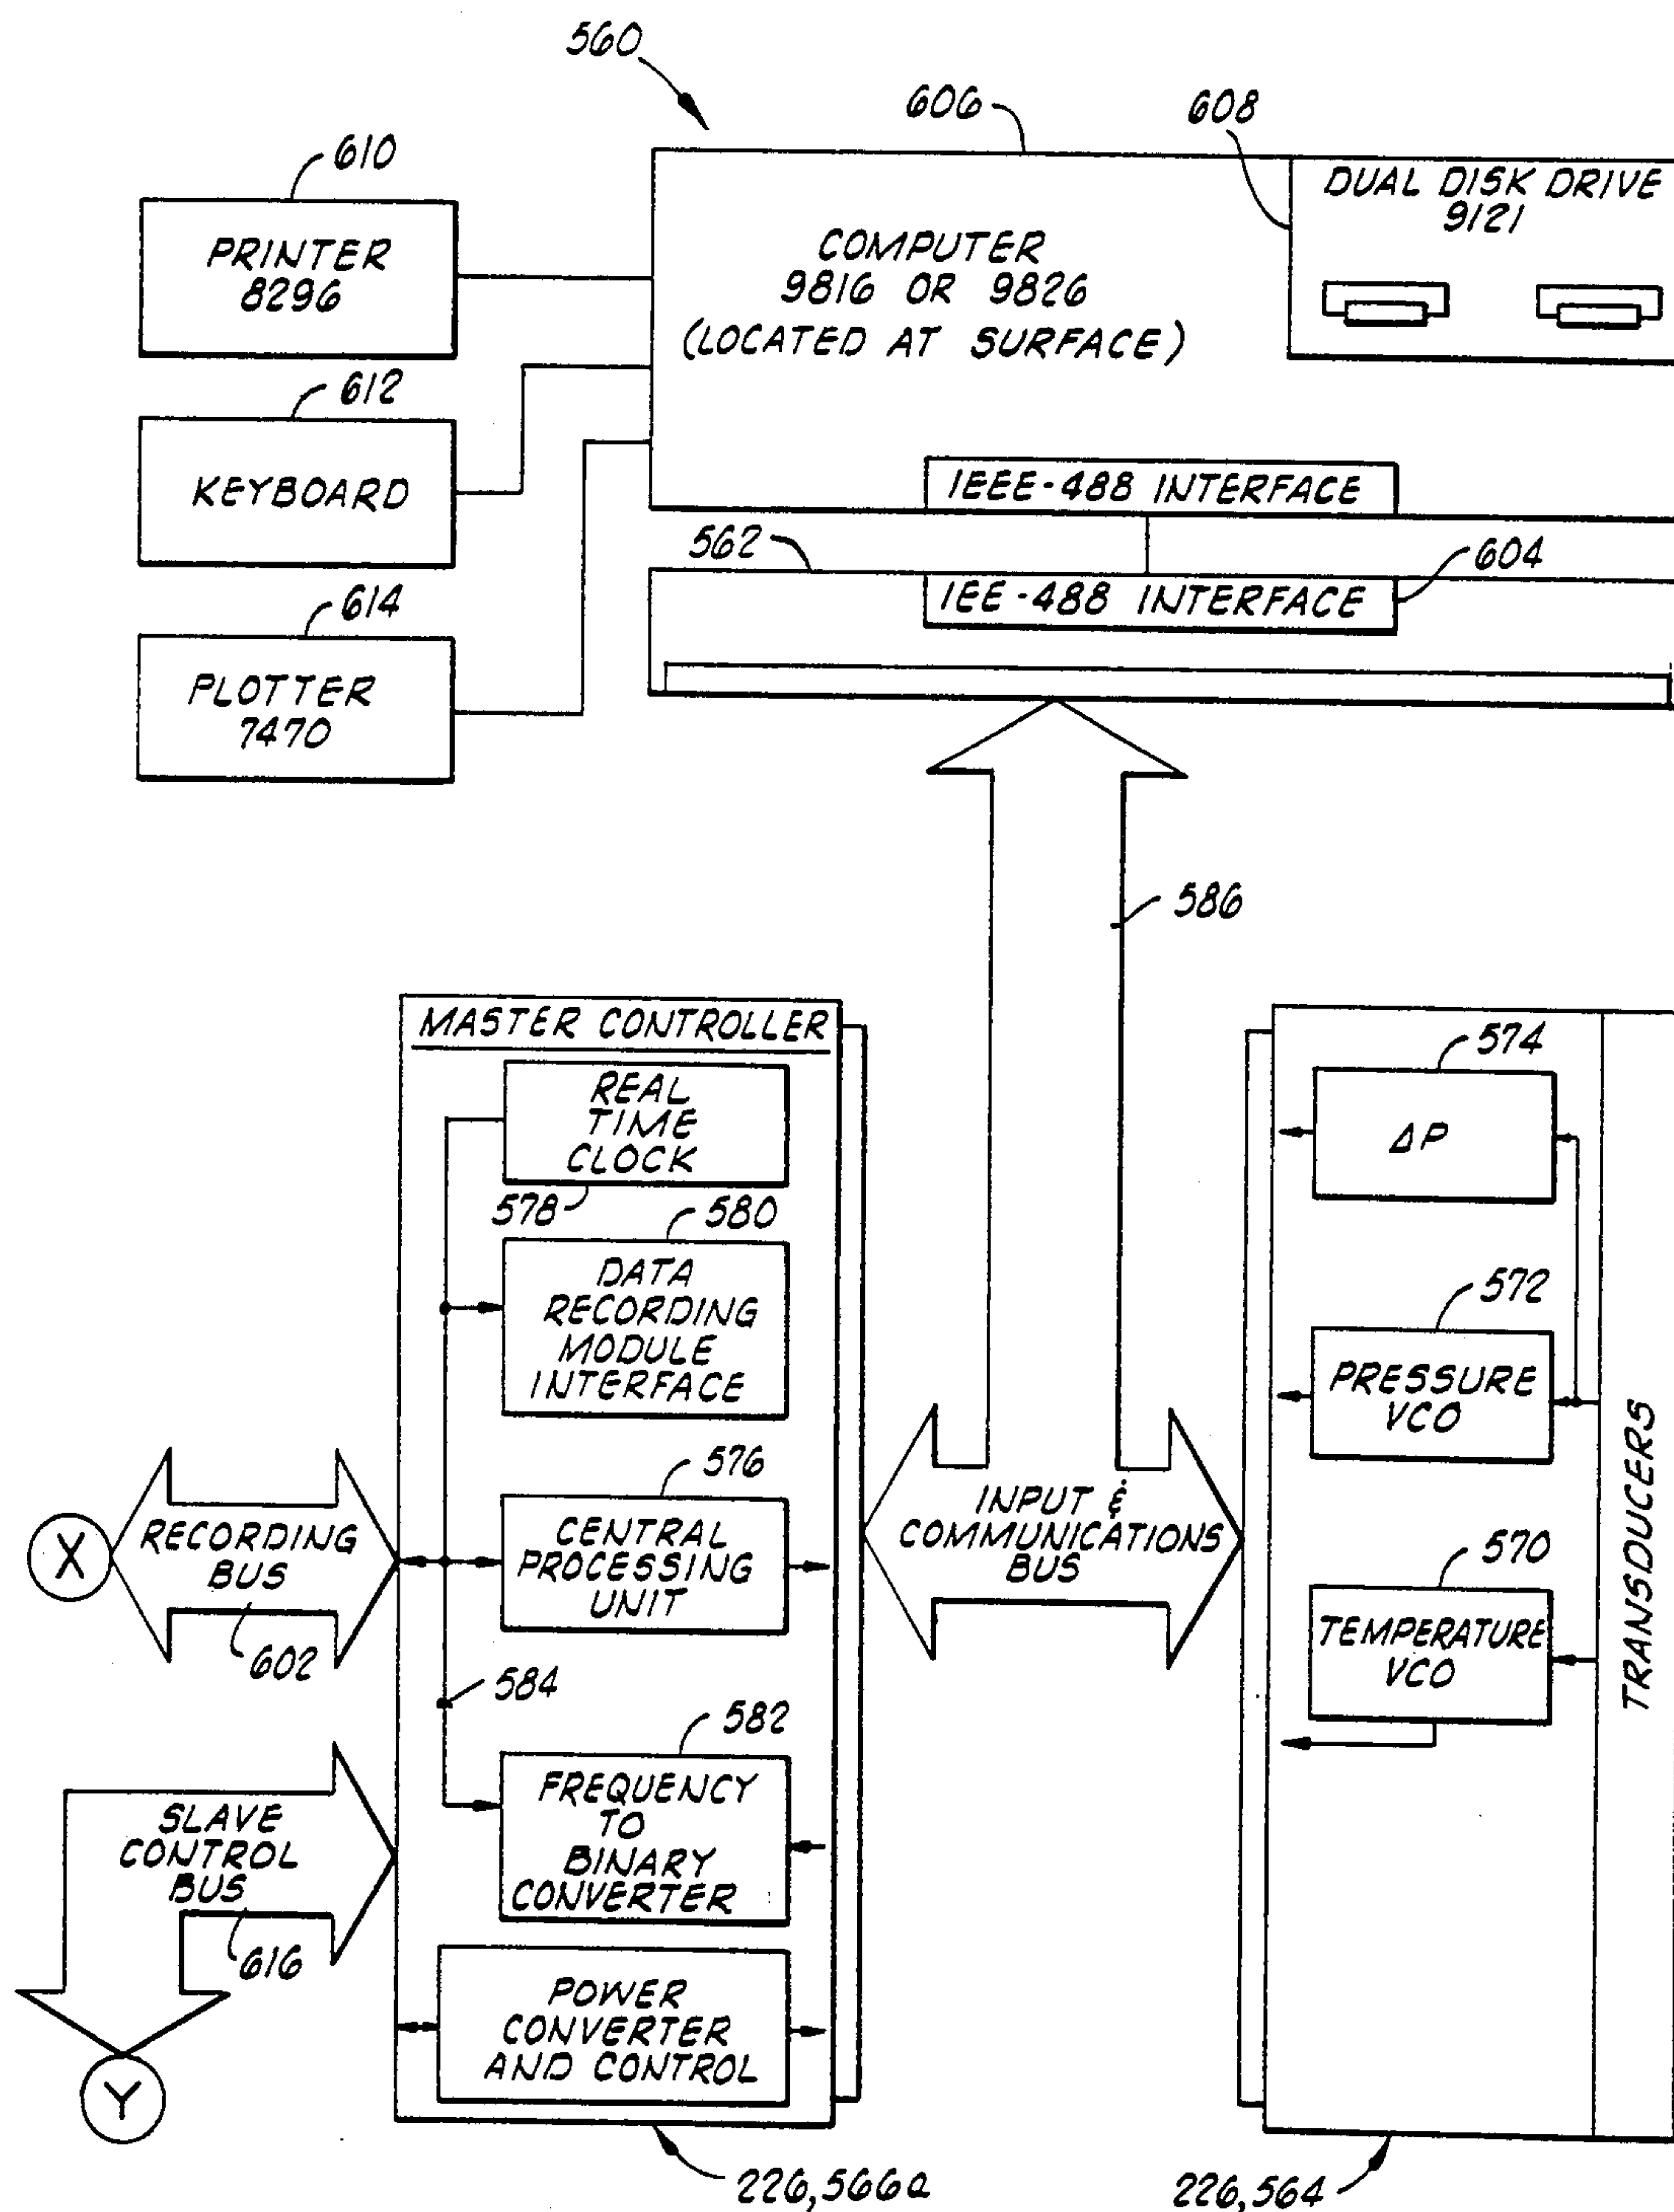 560
606
608
610
PRINTER
8296
COMPUTER
9816 OR 9826
(LOCATED AT SURFACE)
DUAL DISK DRIVE
9121
612
KEYBOARD
IEEE-488 INTERFACE
562
604
IEE-488 INTERFACE
614
PLOTTER
7470
586
MASTER CONTROLLER
REAL
TIME
CLOCK
578
580
DATA
RECORDING
MODULE
INTERFACE
576
CENTRAL
PROCESSING
UNIT
X
RECORDING
BUS
602
584
582
FREQUENCY
TO
BINARY
CONVERTER
SLAVE
CONTROL
BUS
616
Y
POWER
CONVERTER
AND CONTROL
226,566a
INPUT &
COMMUNICATIONS
BUS
574
ΔP
572
PRESSURE
VCO
570
TEMPERATURE
VCO
TRANSDUCERS
226,564